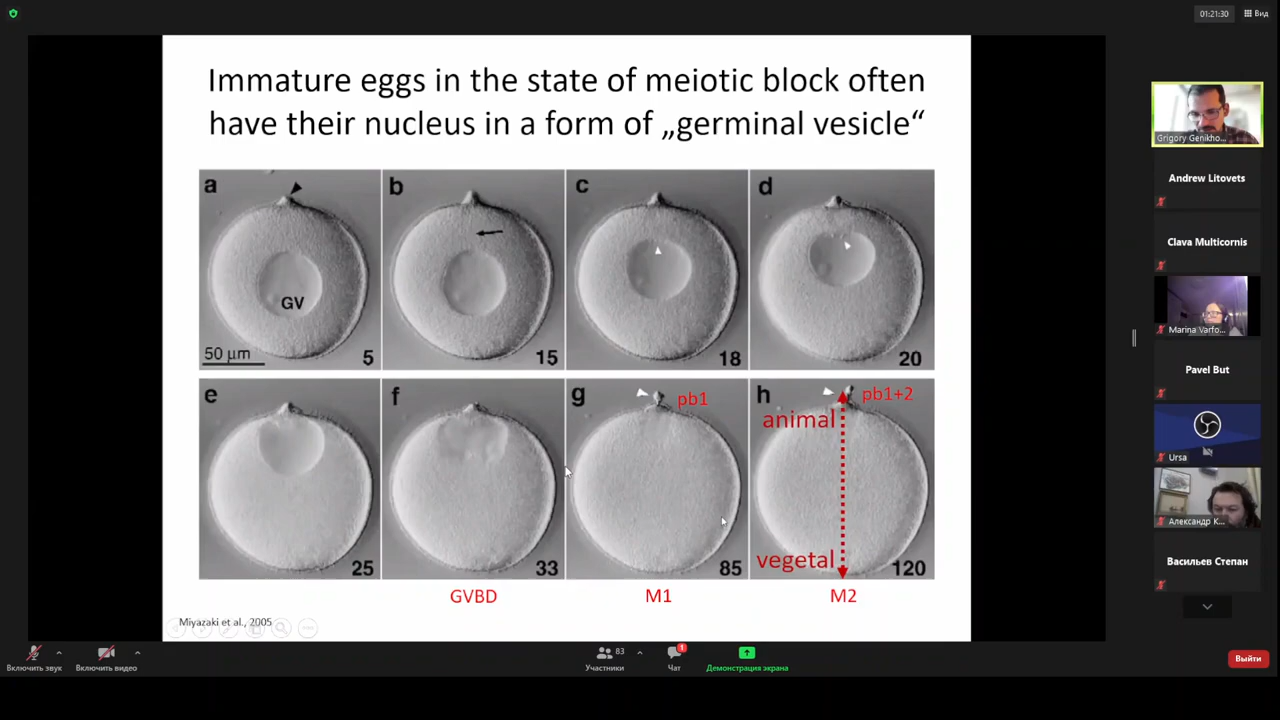 01:21:30
Вид
Immature eggs in the state of meiotic block often
have their nucleus in a form of „germinal vesicle“
a
b
c
d
GV
50 µm
5
15
18
20
e
f
g
pb1
h
pb1+2
animal
vegetal
25
33
85
120
GVBD
M1
M2
Miyazaki et al., 2005
Grigory Genikho...
Andrew Litovets
Clava Multicornis
Marina Varfo...
Pavel But
Ursa
Александр К...
Васильев Степан
Включить звук
Включить видео
83
Участники
1
Чат
Демонстрация экрана
Выйти